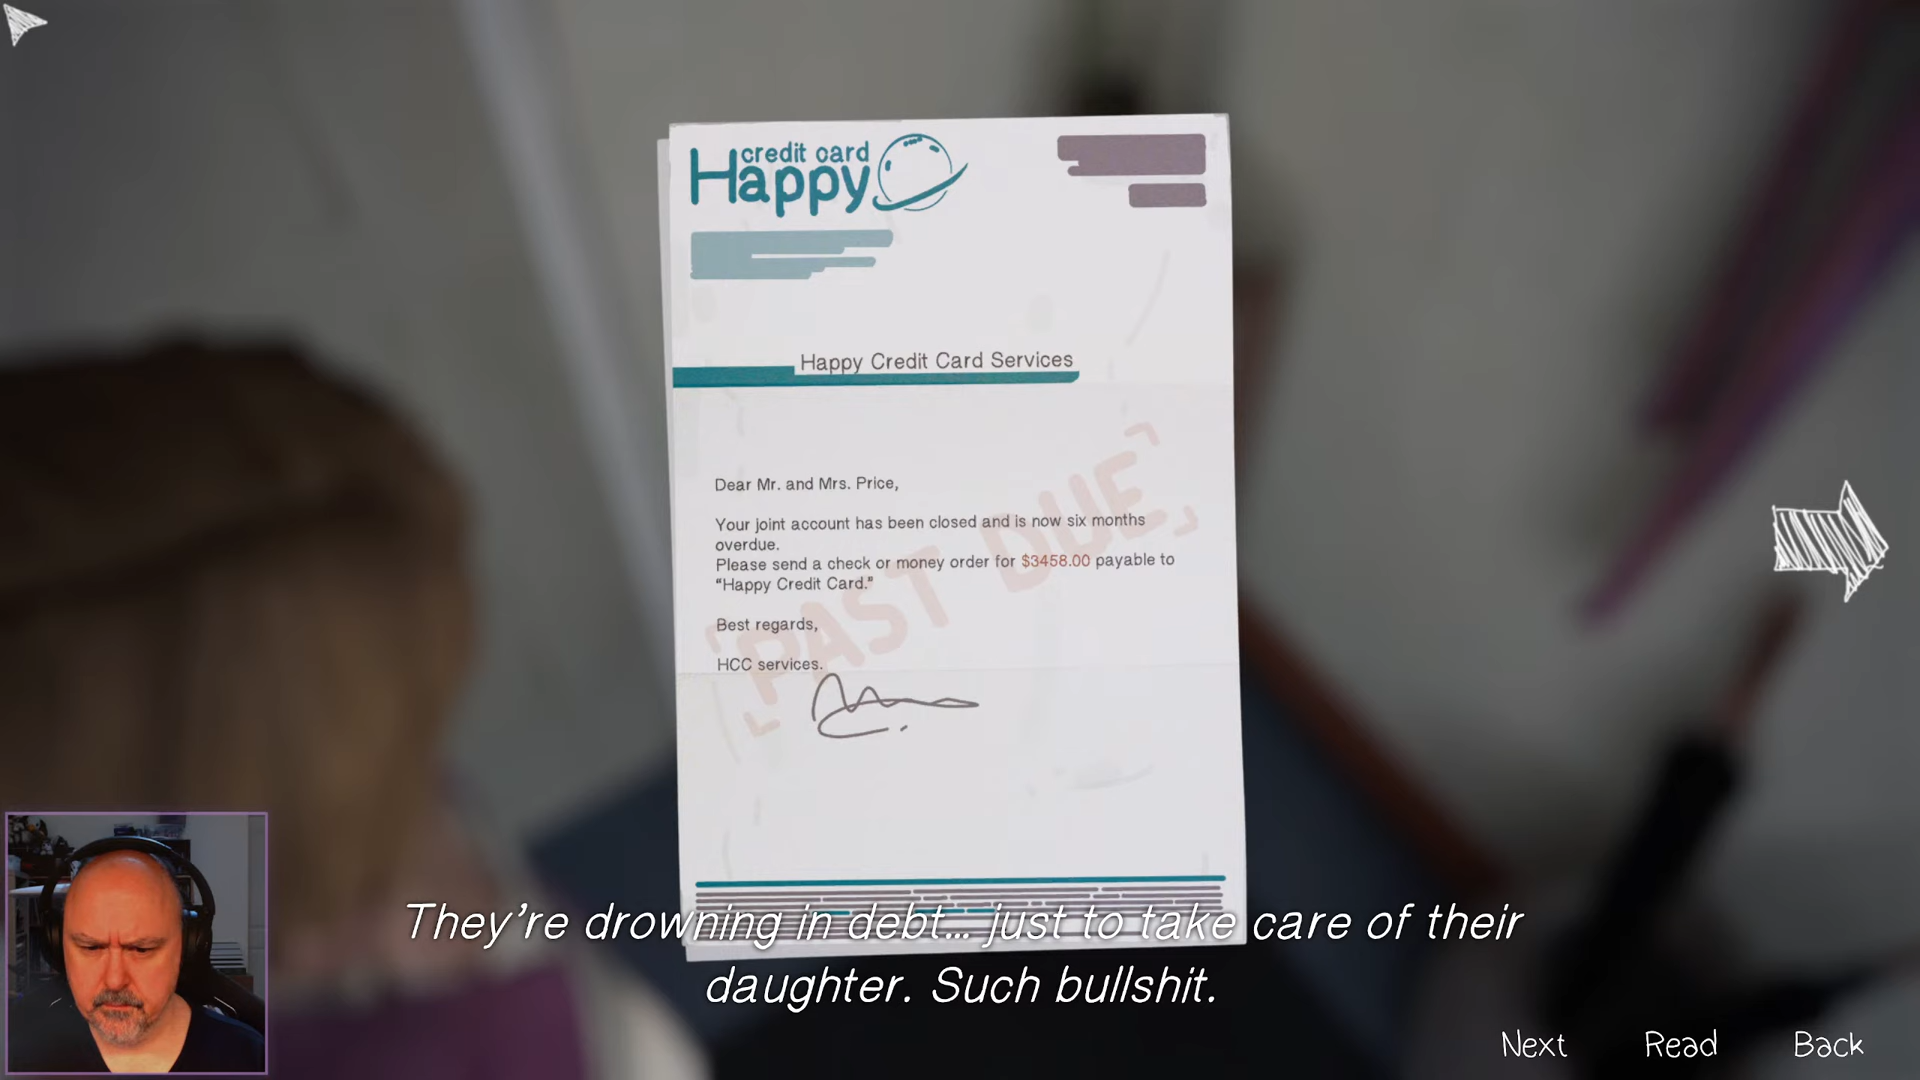 credit card
Happy
Happy Credit Card Services
Dear Mr. and Mrs. Price,
Your joint account has been closed and is now six months
overdue.
Please send a check or money order for $3458.00 payable to
“Happy Credit Card.”
Best regards,
HCC services.
PAST DUE
They’re drowning in debt... just to take care of their
daughter. Such bullshit.
Next Read Back